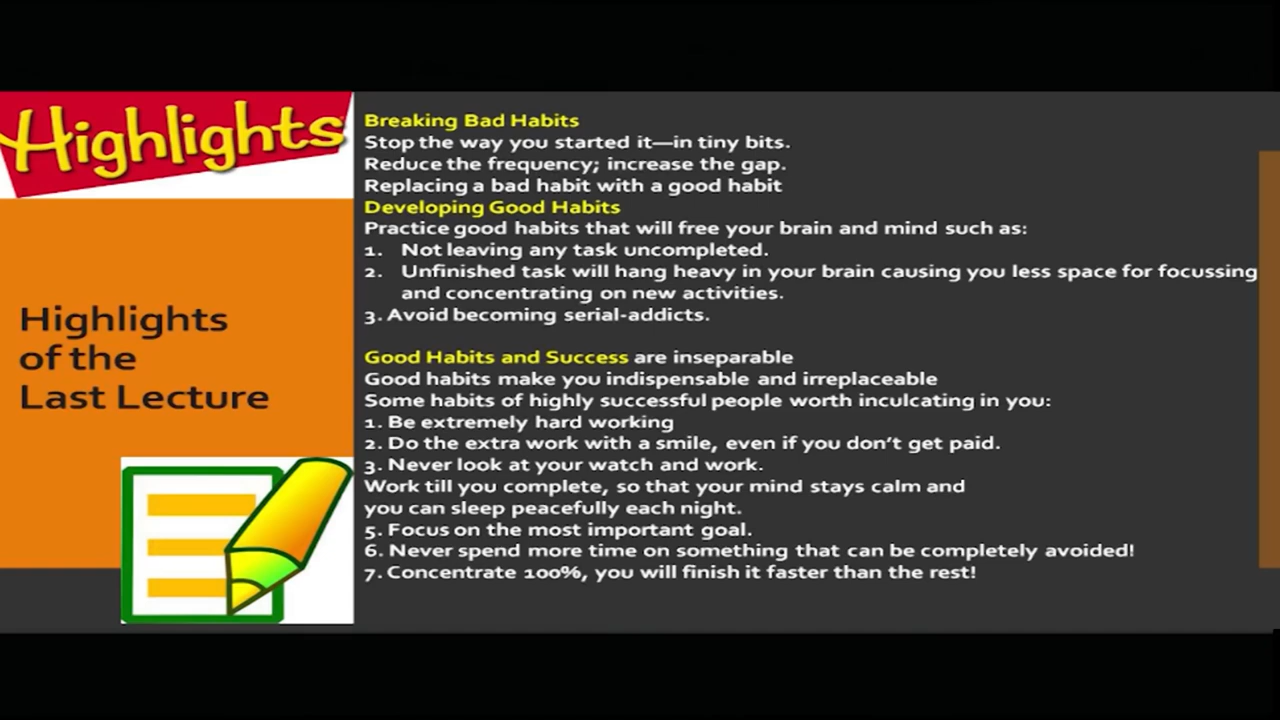 Highlights
Highlights
of the
Last Lecture
Breaking Bad Habits
Stop the way you started it—in tiny bits.
Reduce the frequency; increase the gap.
Replacing a bad habit with a good habit
Developing Good Habits
Practice good habits that will free your brain and mind such as:
1. Not leaving any task uncompleted.
2. Unfinished task will hang heavy in your brain causing you less space for focussing
and concentrating on new activities.
3. Avoid becoming serial-addicts.
Good Habits and Success are inseparable
Good habits make you indispensable and irreplaceable
Some habits of highly successful people worth inculcating in you:
1. Be extremely hard working
2. Do the extra work with a smile, even if you don’t get paid.
3. Never look at your watch and work.
Work till you complete, so that your mind stays calm and
you can sleep peacefully each night.
5. Focus on the most important goal.
6. Never spend more time on something that can be completely avoided!
7. Concentrate 100%, you will finish it faster than the rest!